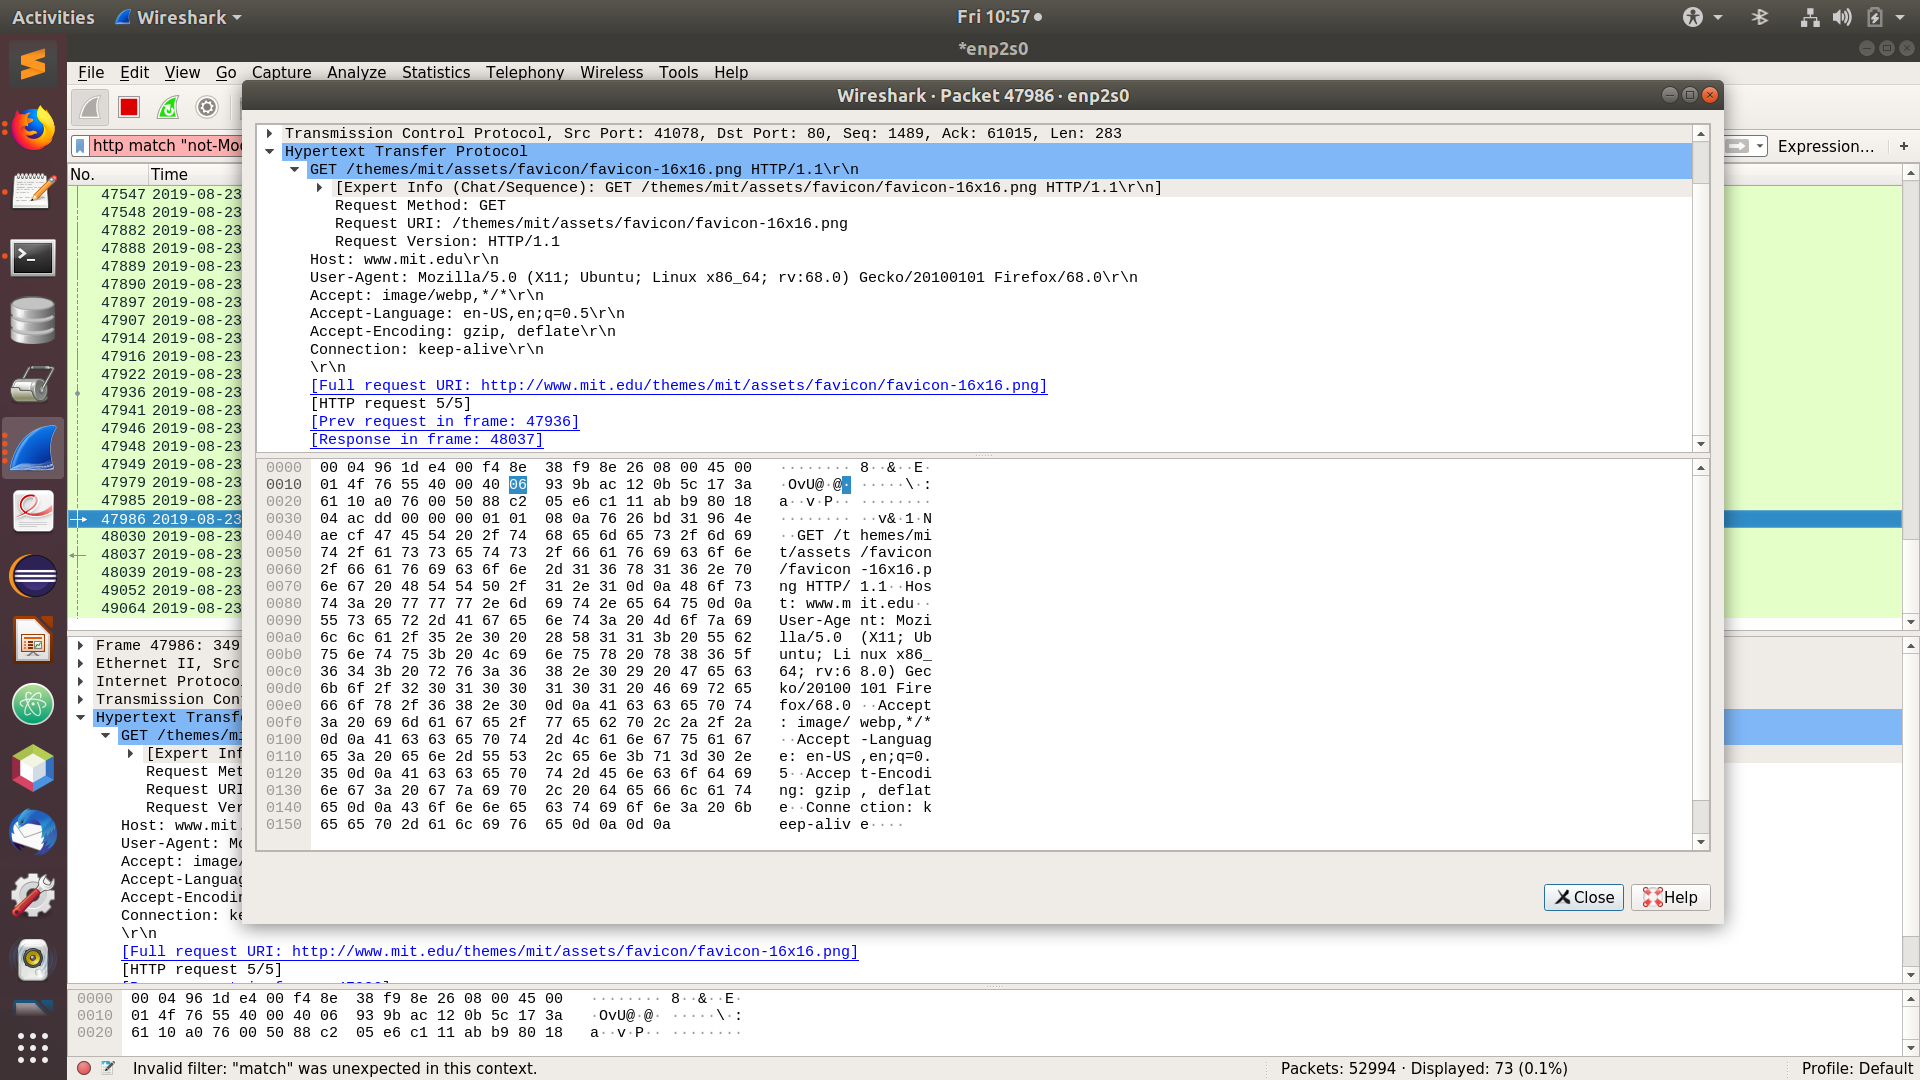 Activities
Wireshark
Fri 10:57
*enp2s0
File Edit View Go Capture Analyze Statistics Telephony Wireless Tools Help
Wireshark · Packet 47986 · enp2s0
http match "not-Mo
Expression...
+
No. Time
47547 2019-08-23
47548 2019-08-23
47882 2019-08-23
47888 2019-08-23
47889 2019-08-23
47890 2019-08-23
47897 2019-08-23
47907 2019-08-23
47914 2019-08-23
47916 2019-08-23
47922 2019-08-23
47936 2019-08-23
47941 2019-08-23
47946 2019-08-23
47948 2019-08-23
47949 2019-08-23
47979 2019-08-23
47985 2019-08-23
47986 2019-08-23
48030 2019-08-23
48037 2019-08-23
48039 2019-08-23
49052 2019-08-23
49064 2019-08-23
Transmission Control Protocol, Src Port: 41078, Dst Port: 80, Seq: 1489, Ack: 61015, Len: 283
Hypertext Transfer Protocol
GET /themes/mit/assets/favicon/favicon-16x16.png HTTP/1.1\r\n
[Expert Info (Chat/Sequence): GET /themes/mit/assets/favicon/favicon-16x16.png HTTP/1.1\r\n]
Request Method: GET
Request URI: /themes/mit/assets/favicon/favicon-16x16.png
Request Version: HTTP/1.1
Host: www.mit.edu\r\n
User-Agent: Mozilla/5.0 (X11; Ubuntu; Linux x86_64; rv:68.0) Gecko/20100101 Firefox/68.0\r\n
Accept: image/webp,*/*\r\n
Accept-Language: en-US,en;q=0.5\r\n
Accept-Encoding: gzip, deflate\r\n
Connection: keep-alive\r\n
\r\n
[Full request URI: http://www.mit.edu/themes/mit/assets/favicon/favicon-16x16.png]
[HTTP request 5/5]
[Prev request in frame: 47936]
[Response in frame: 48037]
0000 00 04 96 1d e4 00 f4 8e 38 f9 8e 26 08 00 45 00 ········ 8··&··E·
0010 01 4f 76 55 40 00 40 06 93 9b ac 12 0b 5c 17 3a ·OvU@·@· ·····\·:
0020 61 10 a0 76 00 50 88 c2 05 e6 c1 11 ab b9 80 18 a··v·P·· ········
0030 04 ac dd 00 00 00 01 01 08 0a 76 26 bd 31 96 4e ········ ··v&·1·N
0040 ae cf 47 45 54 20 2f 74 68 65 6d 65 73 2f 6d 69 ··GET /t hemes/mi
0050 74 2f 61 73 73 65 74 73 2f 66 61 76 69 63 6f 6e t/assets /favicon
0060 2f 66 61 76 69 63 6f 6e 2d 31 36 78 31 36 2e 70 /favicon -16x16.p
0070 6e 67 20 48 54 54 50 2f 31 2e 31 0d 0a 48 6f 73 ng HTTP/ 1.1··Hos
0080 74 3a 20 77 77 77 2e 6d 69 74 2e 65 64 75 0d 0a t: www.m it.edu··
0090 55 73 65 72 2d 41 67 65 6e 74 3a 20 4d 6f 7a 69 User-Age nt: Mozi
00a0 6c 6c 61 2f 35 2e 30 20 28 58 31 31 3b 20 55 62 lla/5.0 (X11; Ub
00b0 75 6e 74 75 3b 20 4c 69 6e 75 78 20 78 38 36 5f untu; Li nux x86_
00c0 36 34 3b 20 72 76 3a 36 38 2e 30 29 20 47 65 63 64; rv:6 8.0) Gec
00d0 6b 6f 2f 32 30 31 30 30 31 30 31 20 46 69 72 65 ko/20100 101 Fire
00e0 66 6f 78 2f 36 38 2e 30 0d 0a 41 63 63 65 70 74 fox/68.0 ··Accept
00f0 3a 20 69 6d 61 67 65 2f 77 65 62 70 2c 2a 2f 2a : image/ webp,*/*
0100 0d 0a 41 63 63 65 70 74 2d 4c 61 6e 67 75 61 67 ··Accept -Languag
0110 65 3a 20 65 6e 2d 55 53 2c 65 6e 3b 71 3d 30 2e e: en-US ,en;q=0.
0120 35 0d 0a 41 63 63 65 70 74 2d 45 6e 63 6f 64 69 5··Accep t-Encodi
0130 6e 67 3a 20 67 7a 69 70 2c 20 64 65 66 6c 61 74 ng: gzip , deflat
0140 65 0d 0a 43 6f 6e 6e 65 63 74 69 6f 6e 3a 20 6b e··Conne ction: k
0150 65 65 70 2d 61 6c 69 76 65 0d 0a 0d 0a eep-aliv e····
Close
Help
Frame 47986: 349
Ethernet II, Src
Internet Protoco
Transmission Con
Hypertext Transf
GET /themes/mi
[Expert Inf
Request Met
Request URI
Request Ver
Host: www.mit.
User-Agent: Mo
Accept: image/
Accept-Languag
Accept-Encodin
Connection: ke
\r\n
[Full request URI: http://www.mit.edu/themes/mit/assets/favicon/favicon-16x16.png]
[HTTP request 5/5]
0000 00 04 96 1d e4 00 f4 8e 38 f9 8e 26 08 00 45 00 ········ 8··&··E·
0010 01 4f 76 55 40 00 40 06 93 9b ac 12 0b 5c 17 3a ·OvU@·@· ·····\·:
0020 61 10 a0 76 00 50 88 c2 05 e6 c1 11 ab b9 80 18 a··v·P·· ········
Invalid filter: "match" was unexpected in this context.
Packets: 52994 · Displayed: 73 (0.1%)
Profile: Default